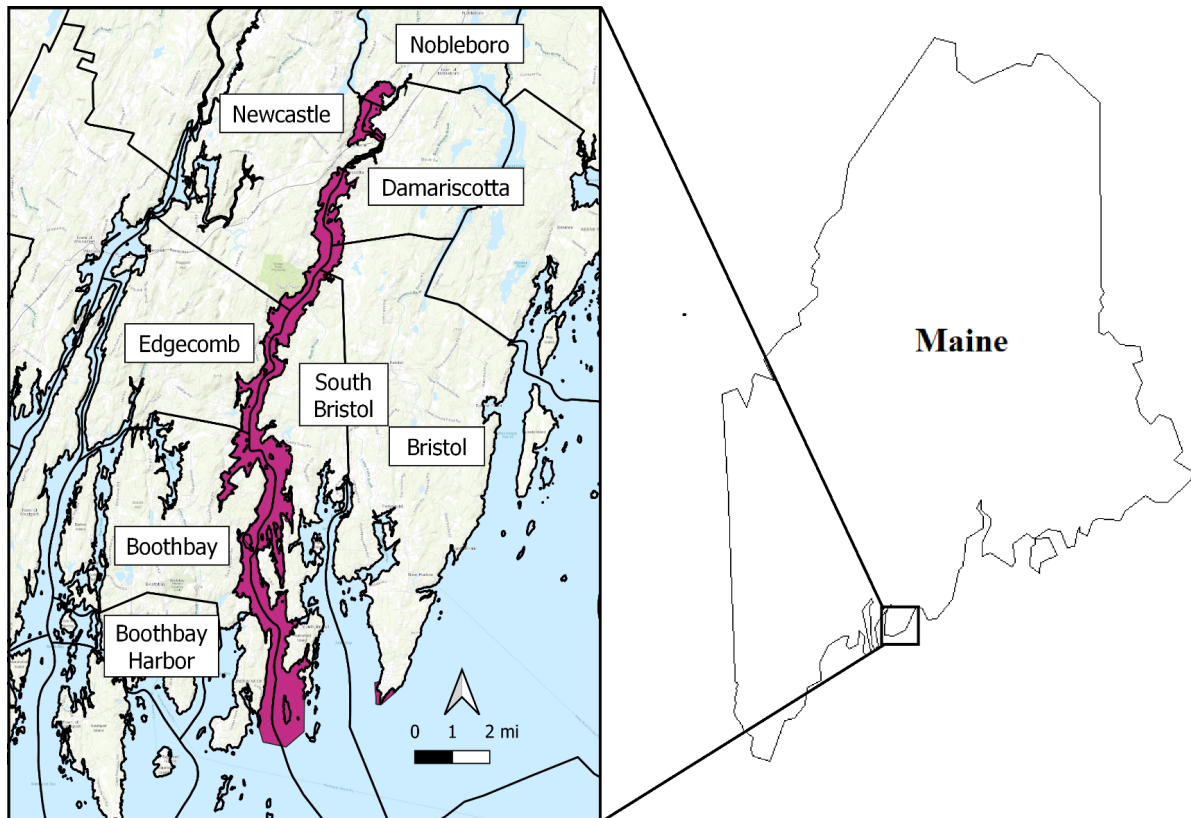 Nobleboro
Newcastle
Damariscotta
Edgecomb
South
Bristol
Bristol
Boothbay
Boothbay
Harbor
0 1 2 mi
Maine